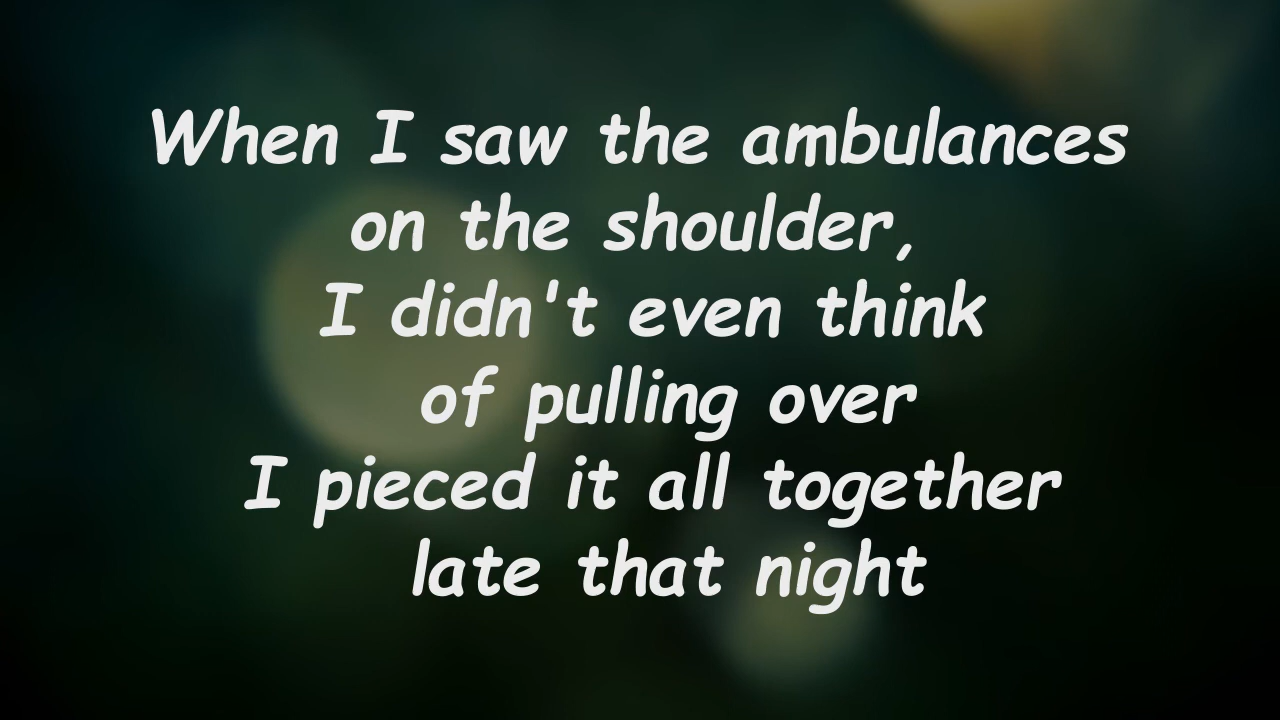 When I saw the ambulances
on the shoulder,
I didn't even think
of pulling over
I pieced it all together
late that night